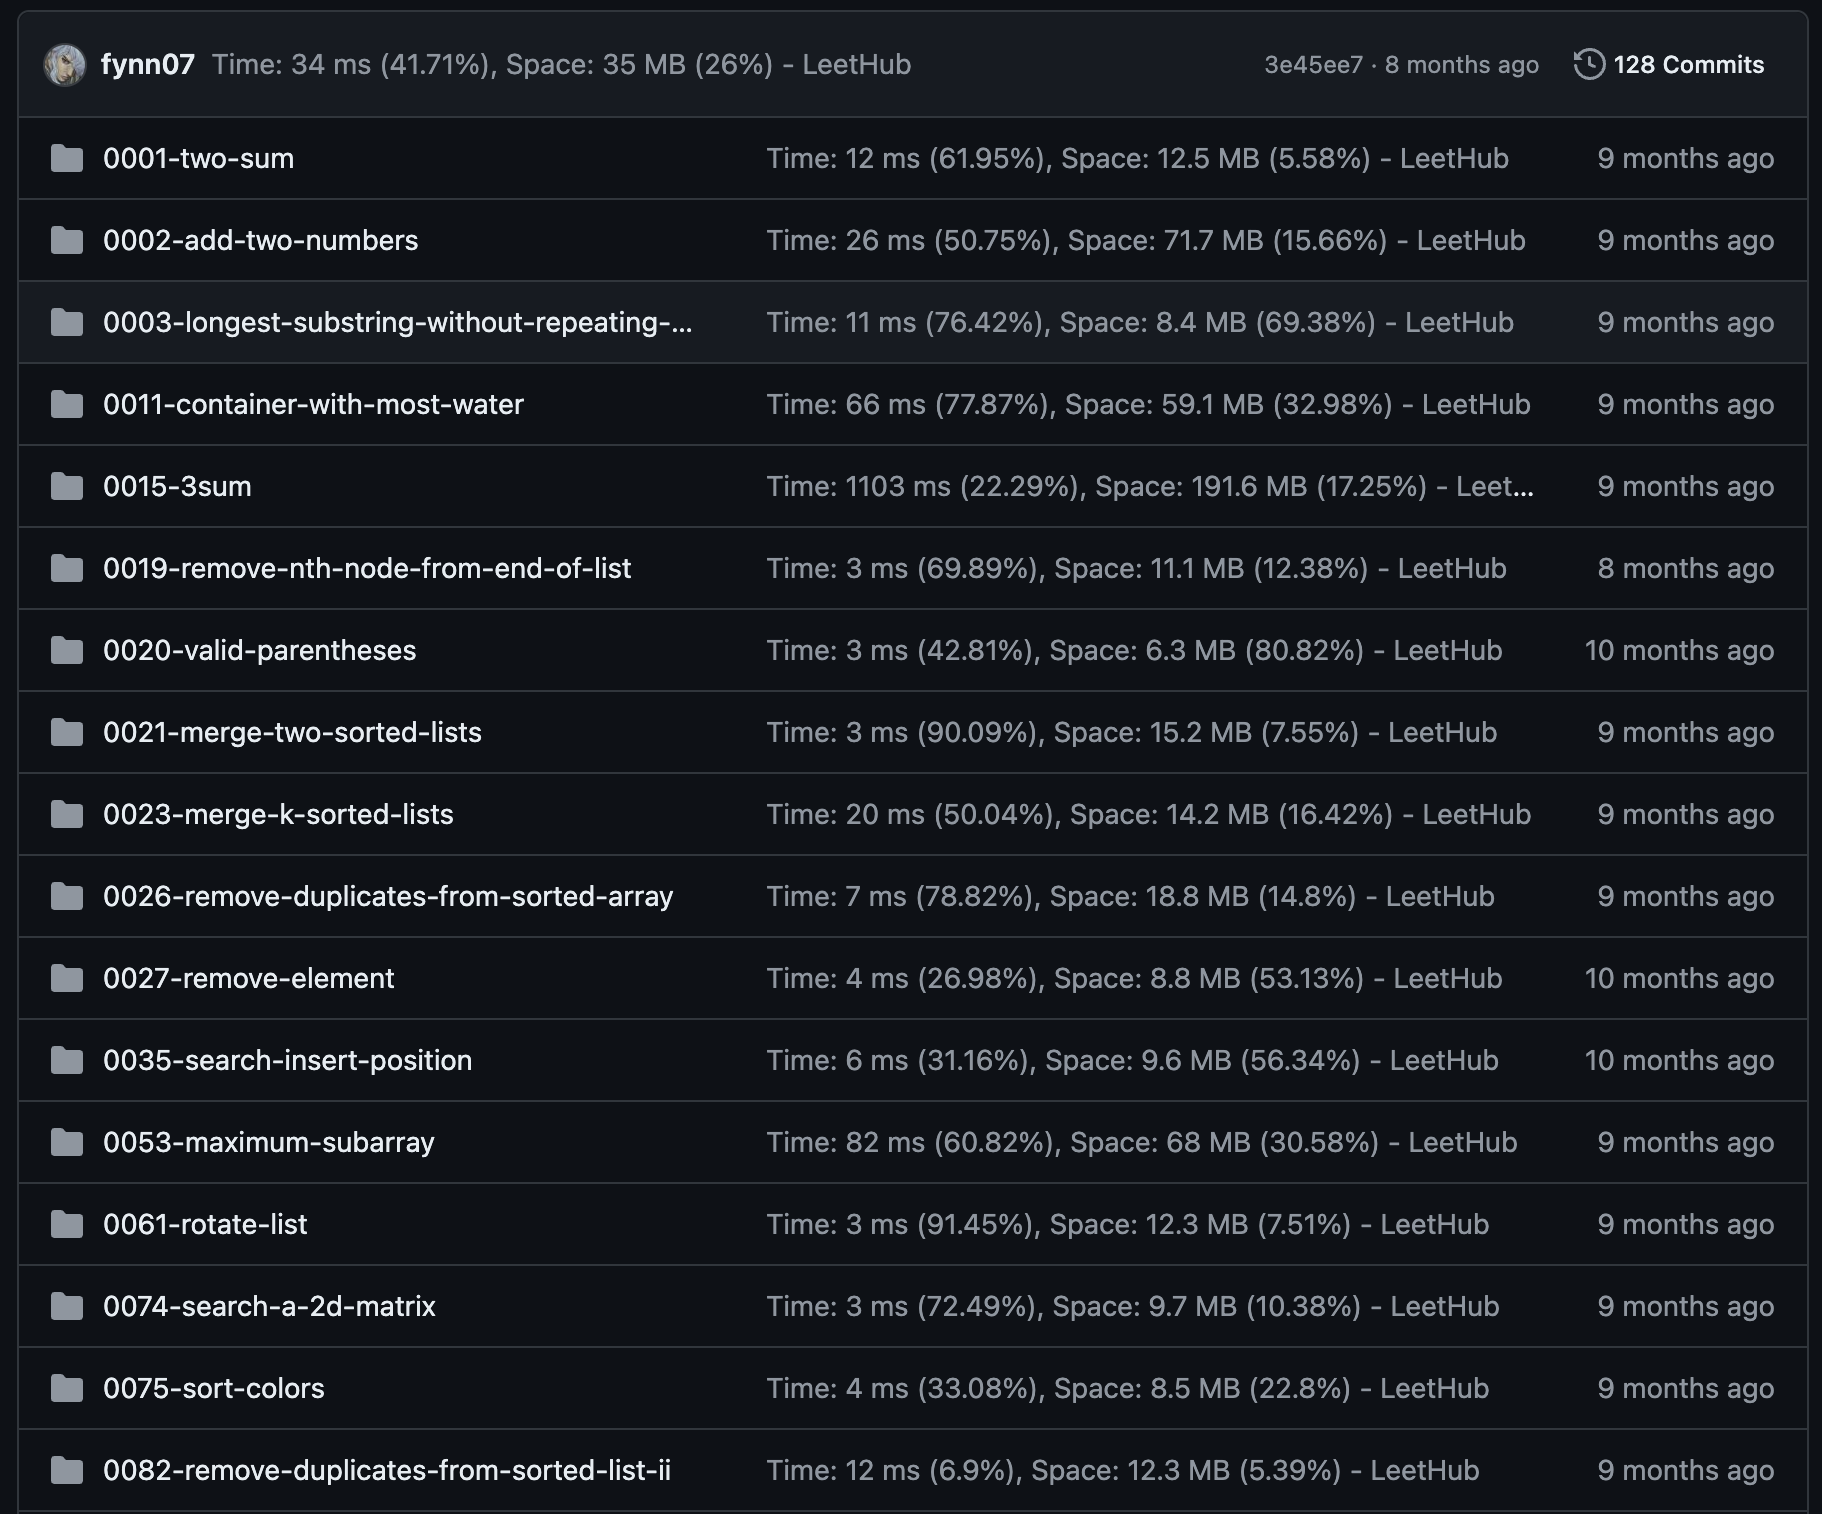 fynn07 Time: 34 ms (41.71%), Space: 35 MB (26%) - LeetHub 3e45ee7 · 8 months ago 128 Commits
0001-two-sum Time: 12 ms (61.95%), Space: 12.5 MB (5.58%) - LeetHub 9 months ago
0002-add-two-numbers Time: 26 ms (50.75%), Space: 71.7 MB (15.66%) - LeetHub 9 months ago
0003-longest-substring-without-repeating-... Time: 11 ms (76.42%), Space: 8.4 MB (69.38%) - LeetHub 9 months ago
0011-container-with-most-water Time: 66 ms (77.87%), Space: 59.1 MB (32.98%) - LeetHub 9 months ago
0015-3sum Time: 1103 ms (22.29%), Space: 191.6 MB (17.25%) - Leet... 9 months ago
0019-remove-nth-node-from-end-of-list Time: 3 ms (69.89%), Space: 11.1 MB (12.38%) - LeetHub 8 months ago
0020-valid-parentheses Time: 3 ms (42.81%), Space: 6.3 MB (80.82%) - LeetHub 10 months ago
0021-merge-two-sorted-lists Time: 3 ms (90.09%), Space: 15.2 MB (7.55%) - LeetHub 9 months ago
0023-merge-k-sorted-lists Time: 20 ms (50.04%), Space: 14.2 MB (16.42%) - LeetHub 9 months ago
0026-remove-duplicates-from-sorted-array Time: 7 ms (78.82%), Space: 18.8 MB (14.8%) - LeetHub 9 months ago
0027-remove-element Time: 4 ms (26.98%), Space: 8.8 MB (53.13%) - LeetHub 10 months ago
0035-search-insert-position Time: 6 ms (31.16%), Space: 9.6 MB (56.34%) - LeetHub 10 months ago
0053-maximum-subarray Time: 82 ms (60.82%), Space: 68 MB (30.58%) - LeetHub 9 months ago
0061-rotate-list Time: 3 ms (91.45%), Space: 12.3 MB (7.51%) - LeetHub 9 months ago
0074-search-a-2d-matrix Time: 3 ms (72.49%), Space: 9.7 MB (10.38%) - LeetHub 9 months ago
0075-sort-colors Time: 4 ms (33.08%), Space: 8.5 MB (22.8%) - LeetHub 9 months ago
0082-remove-duplicates-from-sorted-list-ii Time: 12 ms (6.9%), Space: 12.3 MB (5.39%) - LeetHub 9 months ago